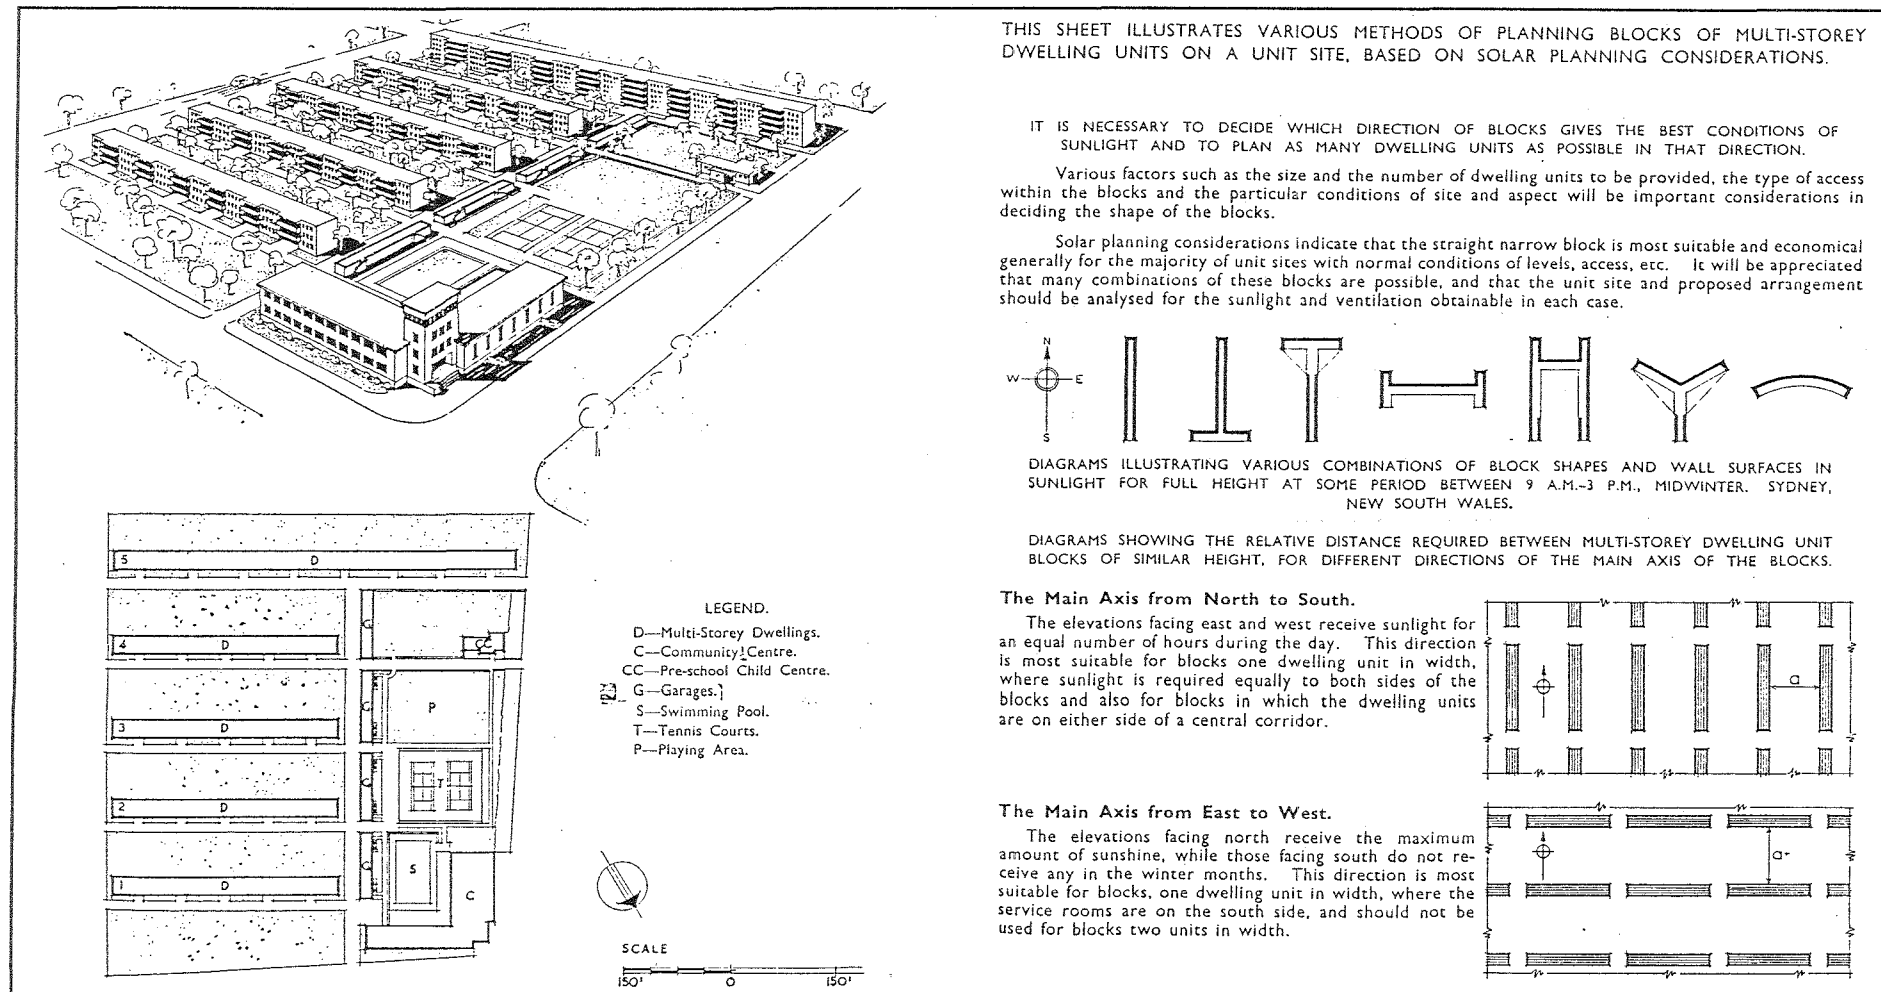 THIS SHEET ILLUSTRATES VARIOUS METHODS OF PLANNING BLOCKS OF MULTI-STOREY
DWELLING UNITS ON A UNIT SITE, BASED ON SOLAR PLANNING CONSIDERATIONS.
IT IS NECESSARY TO DECIDE WHICH DIRECTION OF BLOCKS GIVES THE BEST CONDITIONS OF
SUNLIGHT AND TO PLAN AS MANY DWELLING UNITS AS POSSIBLE IN THAT DIRECTION.
Various factors such as the size and the number of dwelling units to be provided, the type of access
within the blocks and the particular conditions of site and aspect will be important considerations in
deciding the shape of the blocks.
Solar planning considerations indicate that the straight narrow block is most suitable and economical
generally for the majority of unit sites with normal conditions of levels, access, etc. It will be appreciated
that many combinations of these blocks are possible, and that the unit site and proposed arrangement
should be analysed for the sunlight and ventilation obtainable in each case.
N
W E
S
DIAGRAMS ILLUSTRATING VARIOUS COMBINATIONS OF BLOCK SHAPES AND WALL SURFACES IN
SUNLIGHT FOR FULL HEIGHT AT SOME PERIOD BETWEEN 9 A.M.–3 P.M., MIDWINTER. SYDNEY,
NEW SOUTH WALES.
DIAGRAMS SHOWING THE RELATIVE DISTANCE REQUIRED BETWEEN MULTI-STOREY DWELLING UNIT
BLOCKS OF SIMILAR HEIGHT, FOR DIFFERENT DIRECTIONS OF THE MAIN AXIS OF THE BLOCKS.
The Main Axis from North to South.
The elevations facing east and west receive sunlight for
an equal number of hours during the day. This direction
is most suitable for blocks one dwelling unit in width,
where sunlight is required equally to both sides of the
blocks and also for blocks in which the dwelling units
are on either side of a central corridor.
a
The Main Axis from East to West.
The elevations facing north receive the maximum
amount of sunshine, while those facing south do not re-
ceive any in the winter months. This direction is most
suitable for blocks, one dwelling unit in width, where the
service rooms are on the south side, and should not be
used for blocks two units in width.
a
5 D
G
4 D
CC
G
3 D
P
G
2 D
T
G
1 D
S
C
LEGEND.
D—Multi-Storey Dwellings.
C—Community Centre.
CC—Pre-school Child Centre.
G—Garages.
S—Swimming Pool.
T—Tennis Courts.
P—Playing Area.
SCALE
150' 0 150'